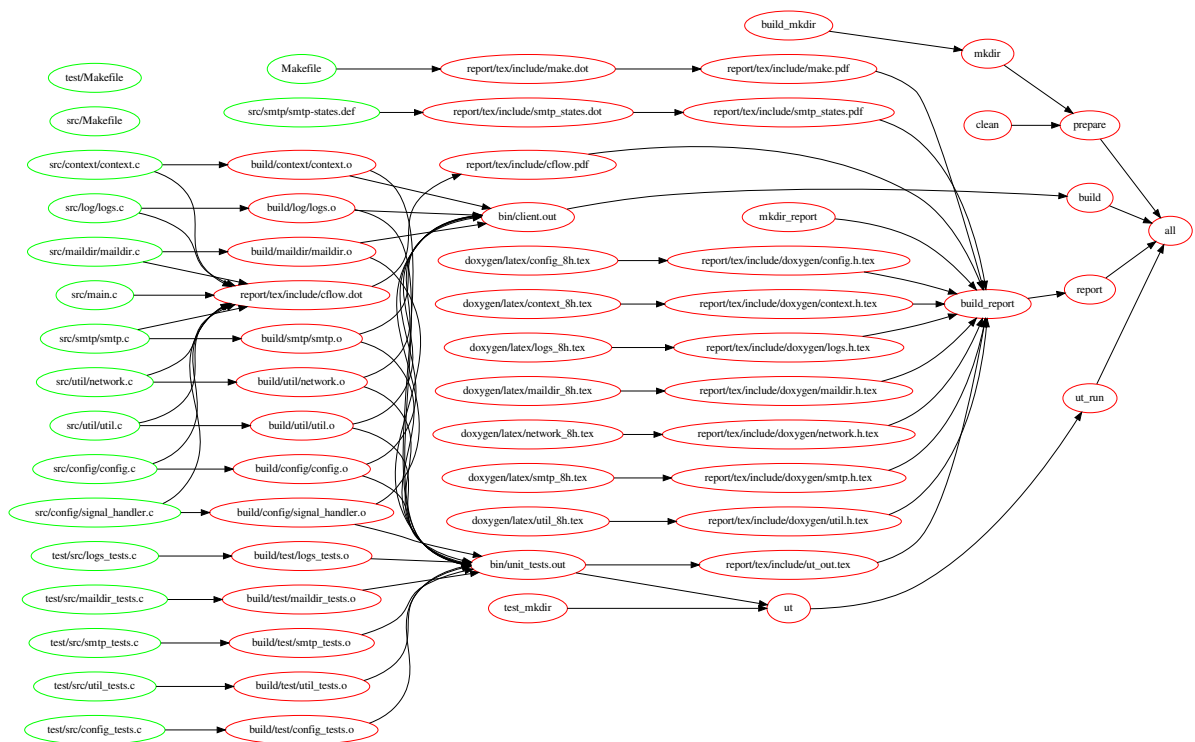 build_mkdir
mkdir
test/Makefile
Makefile
report/tex/include/make.dot
report/tex/include/make.pdf
src/Makefile
src/smtp/smtp-states.def
report/tex/include/smtp_states.dot
report/tex/include/smtp_states.pdf
clean
prepare
src/context/context.c
build/context/context.o
report/tex/include/cflow.pdf
build
src/log/logs.c
build/log/logs.o
bin/client.out
mkdir_report
all
src/maildir/maildir.c
build/maildir/maildir.o
doxygen/latex/config_8h.tex
report/tex/include/doxygen/config.h.tex
src/main.c
report/tex/include/cflow.dot
doxygen/latex/context_8h.tex
report/tex/include/doxygen/context.h.tex
build_report
report
src/smtp/smtp.c
build/smtp/smtp.o
doxygen/latex/logs_8h.tex
report/tex/include/doxygen/logs.h.tex
src/util/network.c
build/util/network.o
doxygen/latex/maildir_8h.tex
report/tex/include/doxygen/maildir.h.tex
ut_run
src/util/util.c
build/util/util.o
doxygen/latex/network_8h.tex
report/tex/include/doxygen/network.h.tex
src/config/config.c
build/config/config.o
doxygen/latex/smtp_8h.tex
report/tex/include/doxygen/smtp.h.tex
src/config/signal_handler.c
build/config/signal_handler.o
doxygen/latex/util_8h.tex
report/tex/include/doxygen/util.h.tex
test/src/logs_tests.c
build/test/logs_tests.o
bin/unit_tests.out
report/tex/include/ut_out.tex
test/src/maildir_tests.c
build/test/maildir_tests.o
test_mkdir
ut
test/src/smtp_tests.c
build/test/smtp_tests.o
test/src/util_tests.c
build/test/util_tests.o
test/src/config_tests.c
build/test/config_tests.o